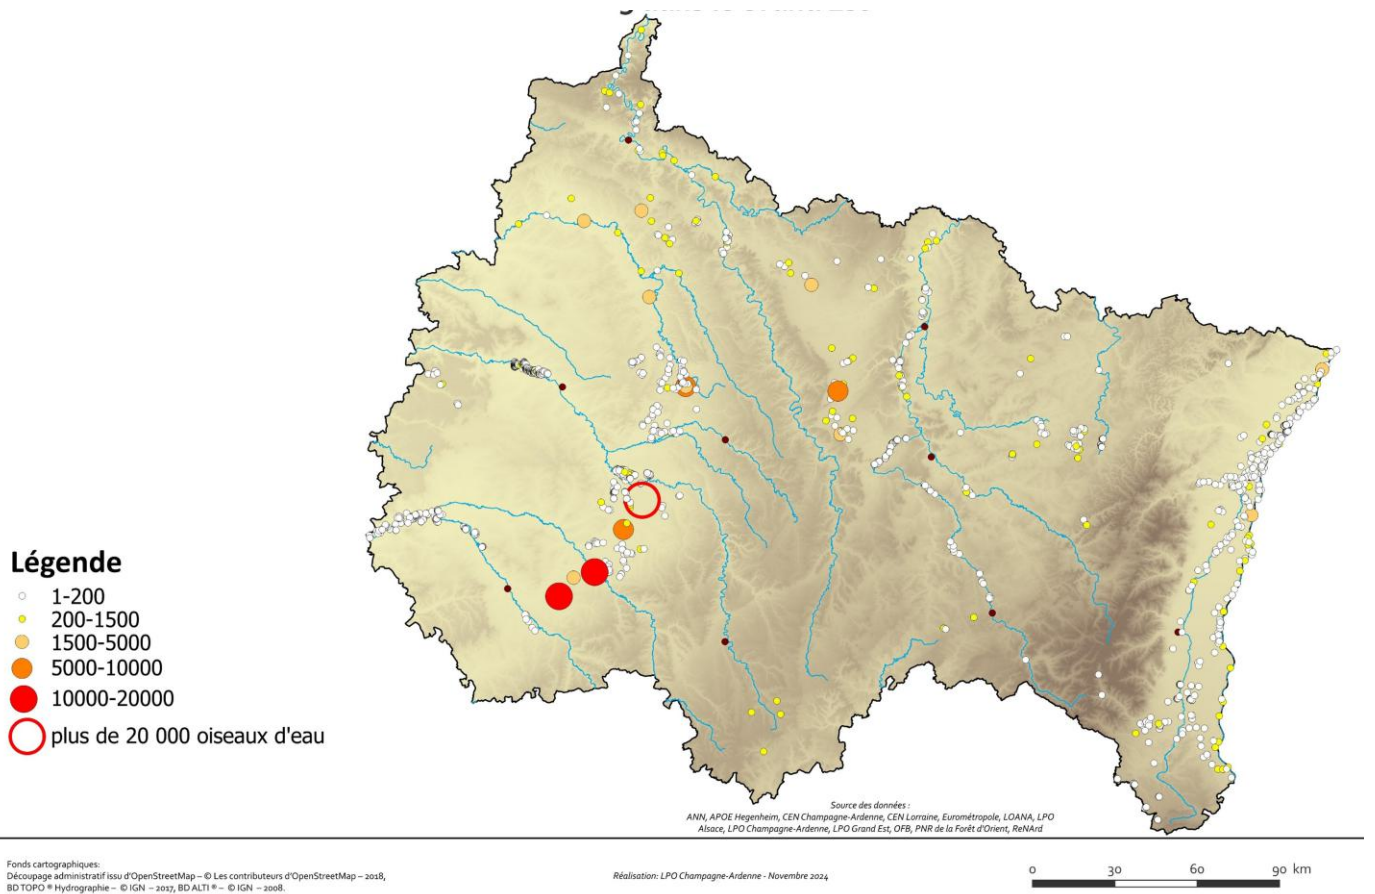 Légende
1-200
200-1500
1500-5000
5000-10000
10000-20000
plus de 20 000 oiseaux d'eau
Source des données :
ANN, APOE Hegenheim, CEN Champagne-Ardenne, CEN Lorraine, Eurométropole, LOANA, LPO
Alsace, LPO Champagne-Ardenne, LPO Grand Est, OFB, PNR de la Forêt d'Orient, ReNArd
Fonds cartographiques:
Découpage administratif issu d'OpenStreetMap – © Les contributeurs d'OpenStreetMap – 2018,
BD TOPO ® Hydrographie – © IGN – 2017, BD ALTI ® – © IGN – 2008.
Réalisation: LPO Champagne-Ardenne - Novembre 2024
0 30 60 90 km